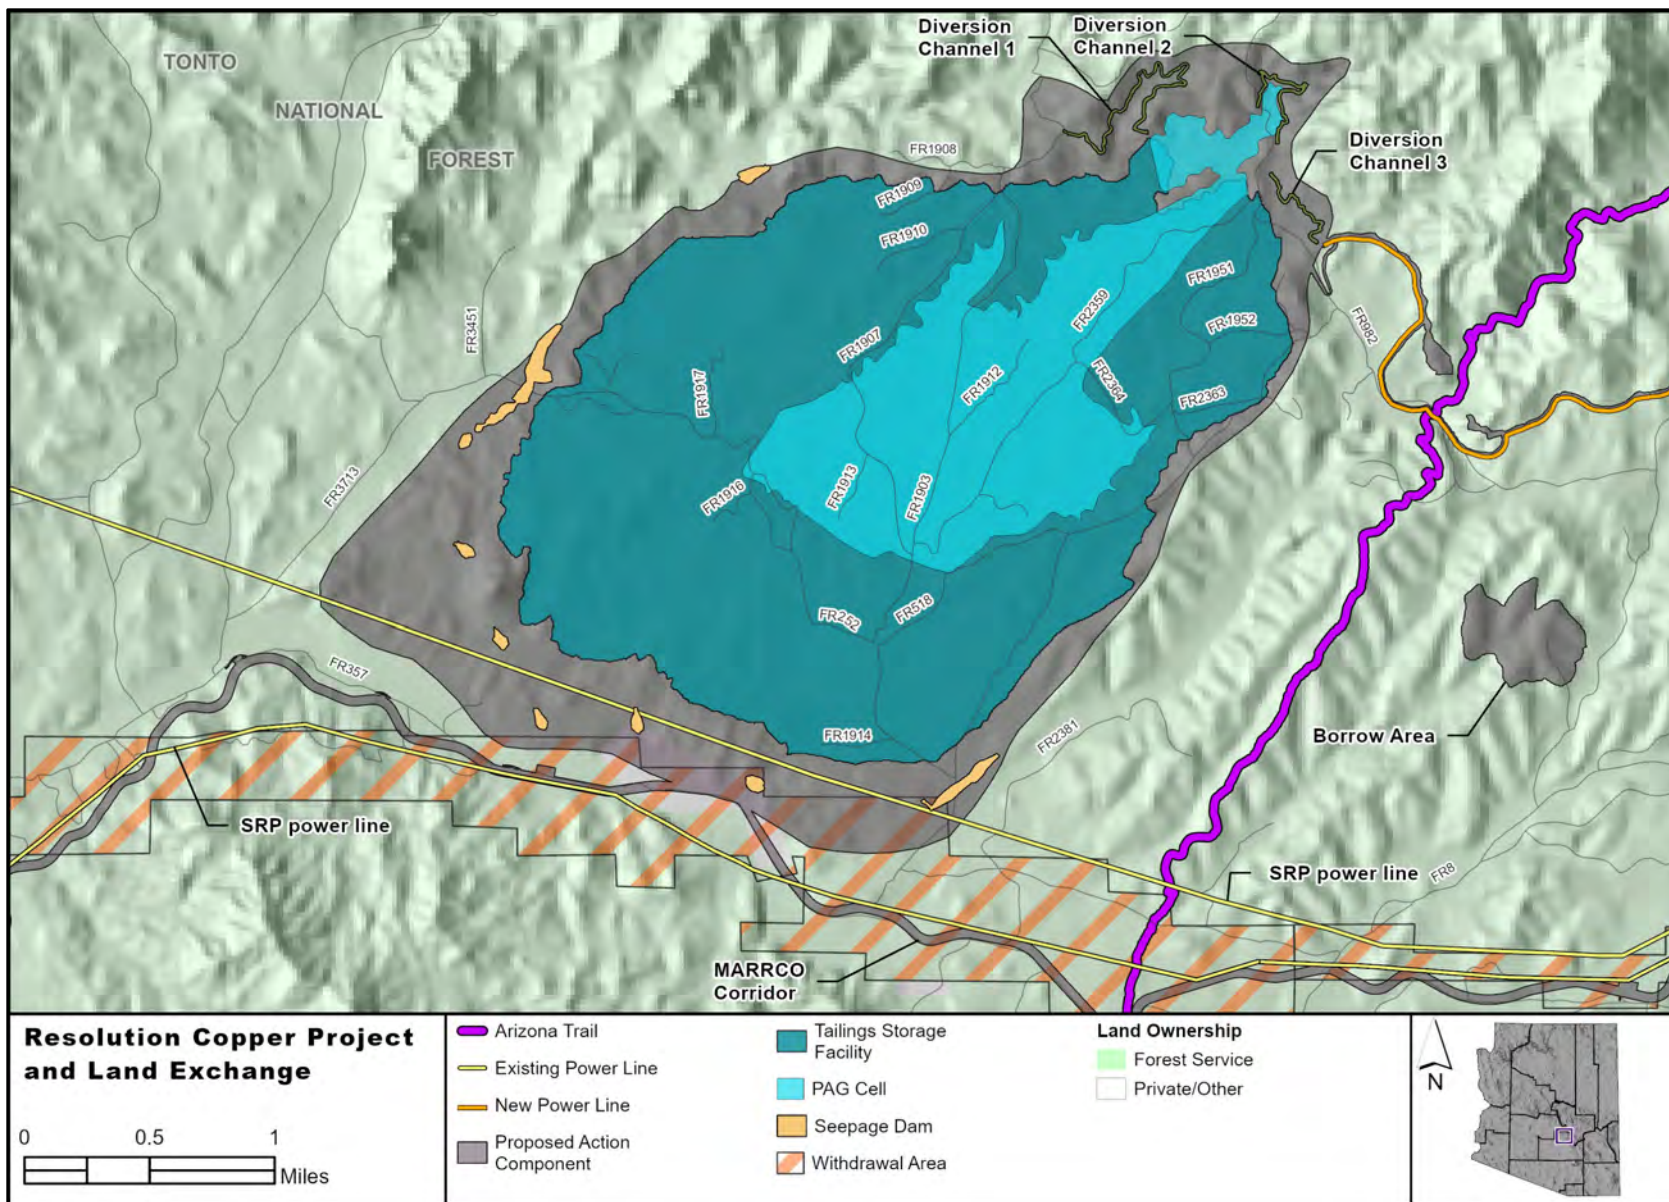 Diversion
Channel 1
Diversion
Channel 2
TONTO
NATIONAL
FOREST
FR1908
Diversion
Channel 3
FR1909
FR1910
FR1951
FR2359
FR1952
FR982
FR3451
FR1907
FR1912
FR1917
FR2364
FR2363
FR3713
FR1916
FR1913
FR1903
FR252
FR518
FR357
FR1914
FR2381
Borrow Area
SRP power line
SRP power line
FR8
MARRCO
Corridor
Resolution Copper Project
and Land Exchange
0 0.5 1
Miles
Arizona Trail
Existing Power Line
New Power Line
Proposed Action
Component
Tailings Storage
Facility
PAG Cell
Seepage Dam
Withdrawal Area
Land Ownership
Forest Service
Private/Other
N